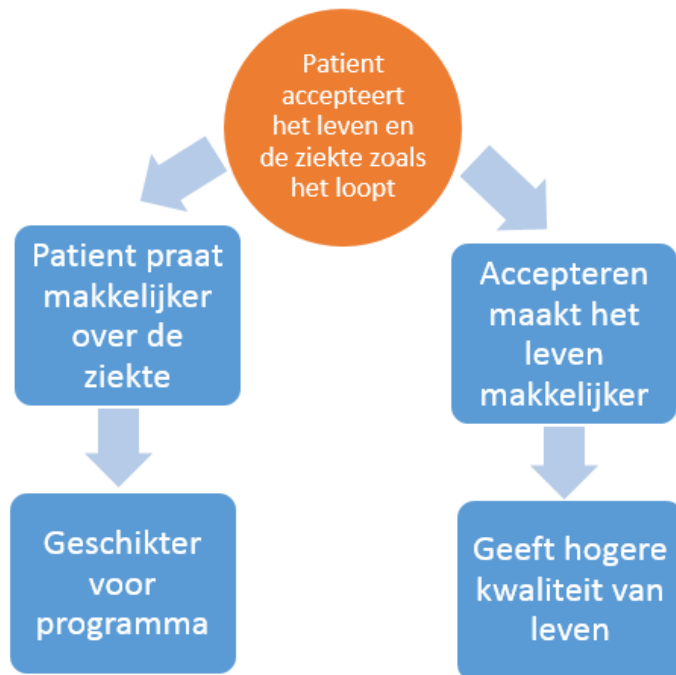 Patient
accepteert
het leven en
de ziekte zoals
het loopt
Patient praat
makkelijker
over de
ziekte
Accepteren
maakt het
leven
makkelijker
Geschikter
voor
programma
Geeft hogere
kwaliteit van
leven